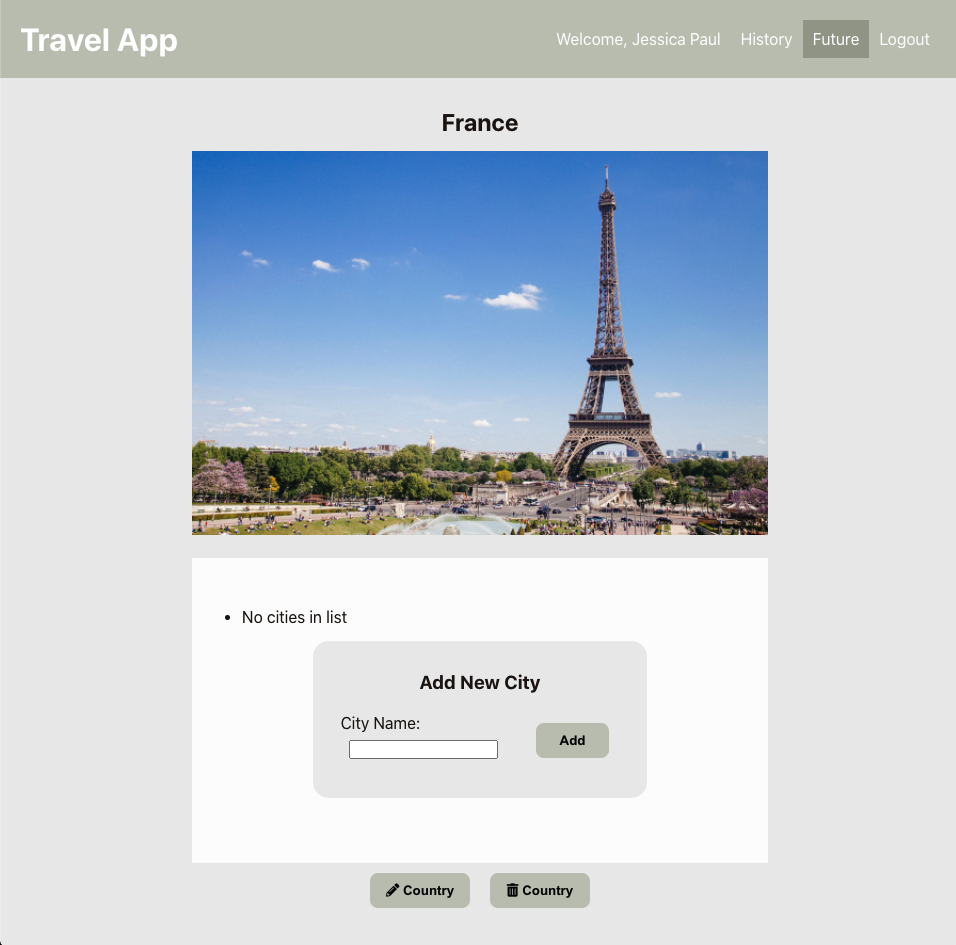 Travel App
Welcome, Jessica Paul History Future Logout
France
No cities in list
Add New City
City Name:
Add
Country Country